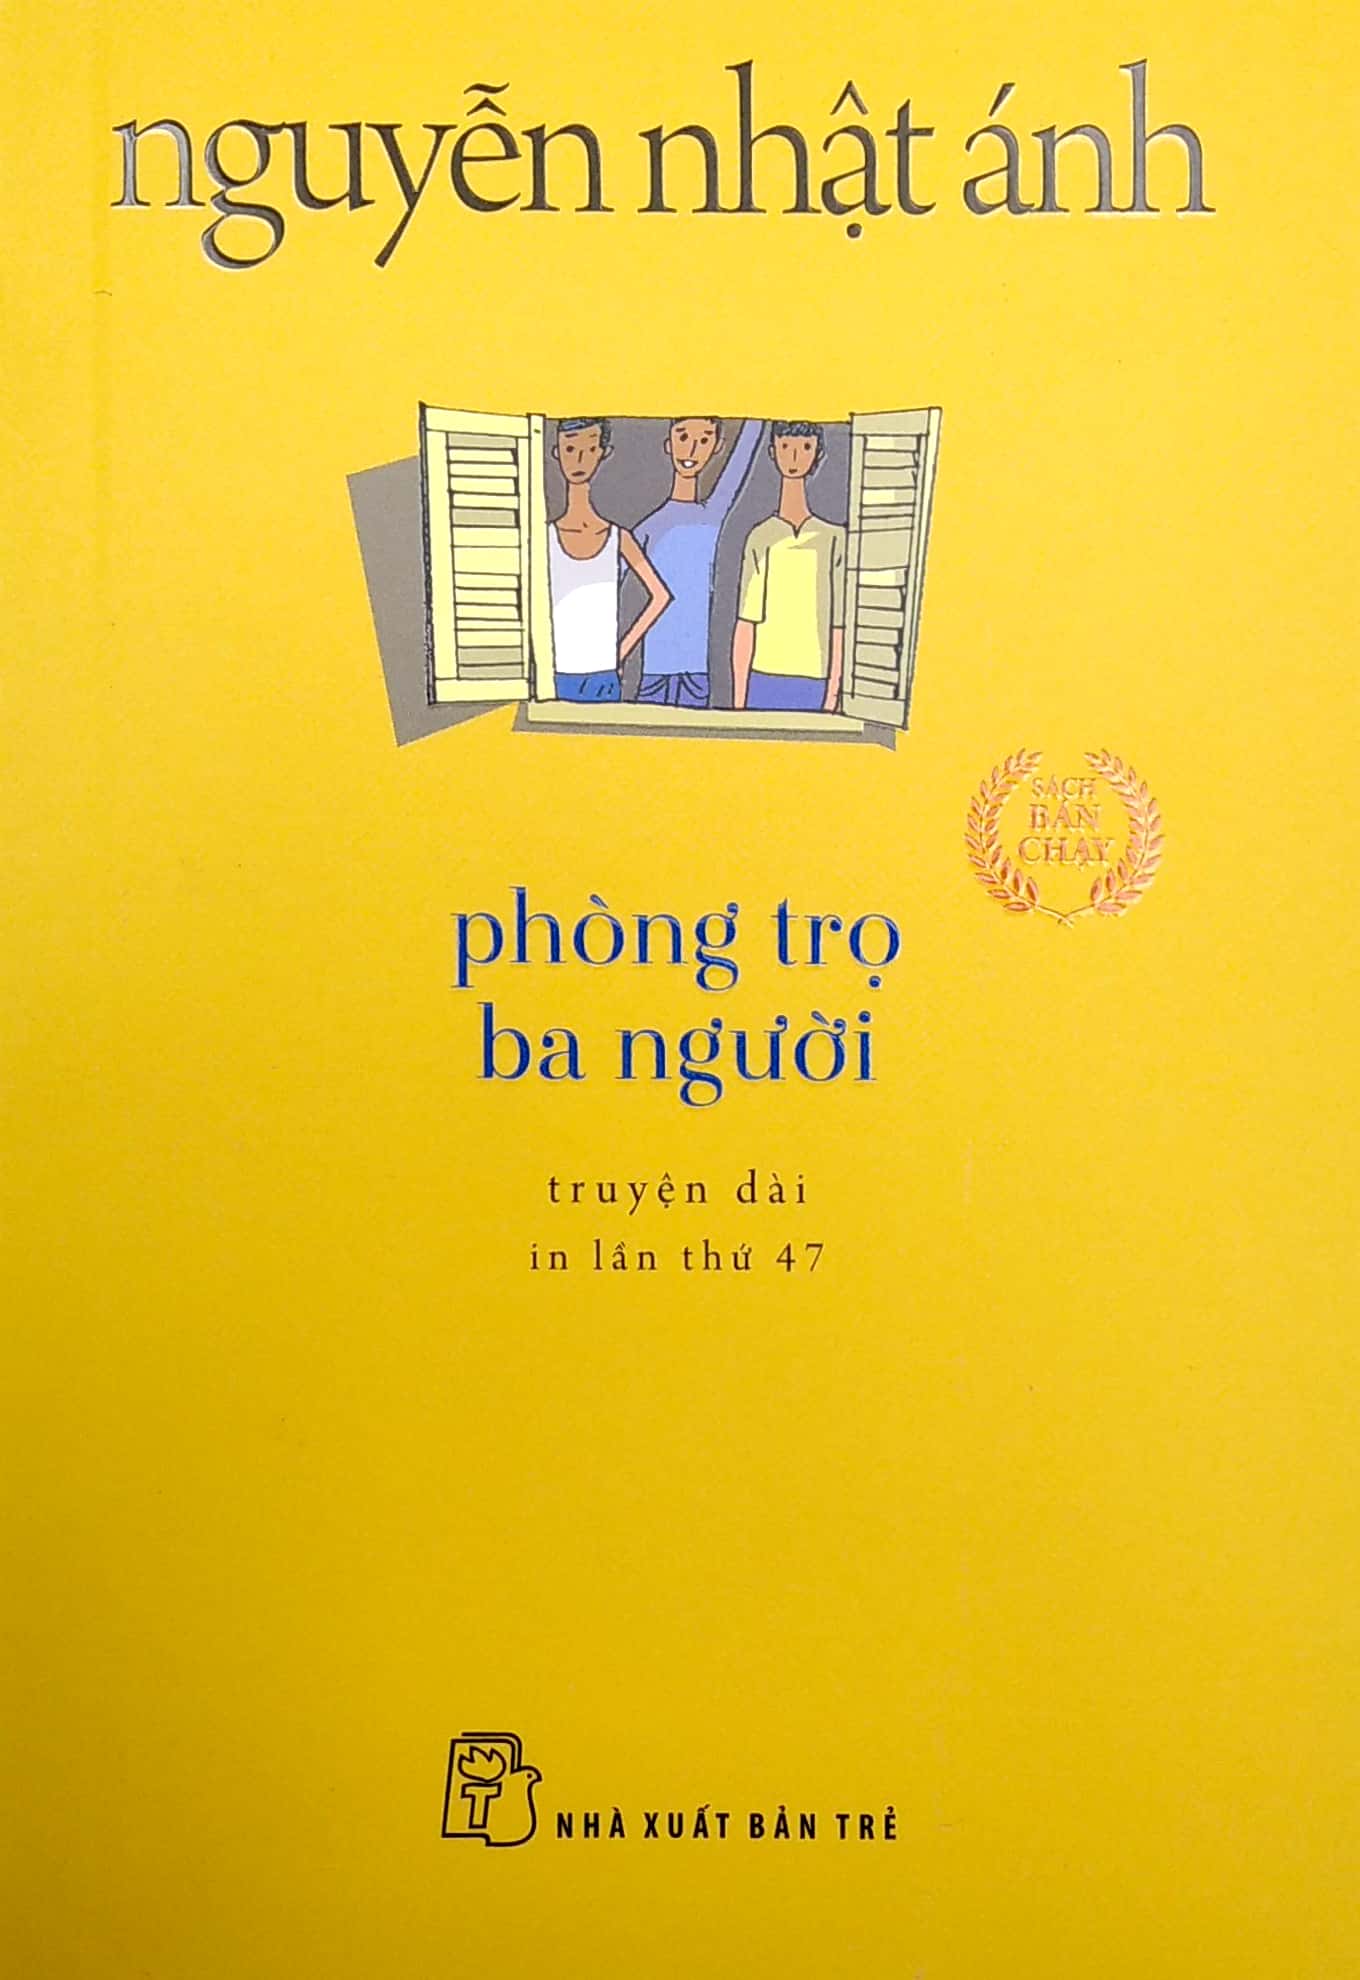 nguyễn nhật ánh
SÁCH
BÁN
CHẠY
phòng trọ
ba người
truyện dài
in lần thứ 47
T
NHÀ XUẤT BẢN TRẺ